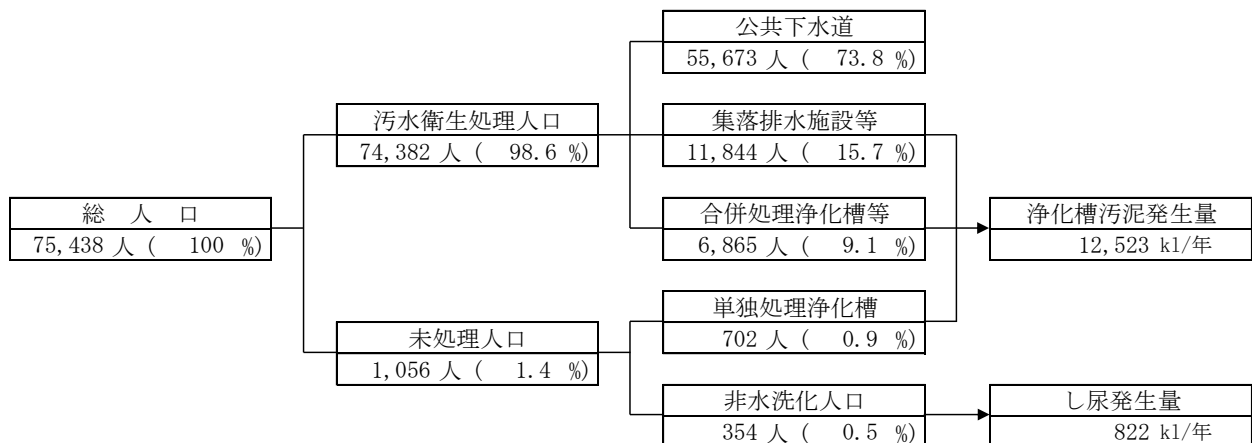 公共下水道
55,673 人 ( 73.8 %)
汚水衛生処理人口
74,382 人 ( 98.6 %)
集落排水施設等
11,844 人 ( 15.7 %)
総 人 口
75,438 人 ( 100 %)
合併処理浄化槽等
6,865 人 ( 9.1 %)
浄化槽汚泥発生量
12,523 kl/年
未処理人口
1,056 人 ( 1.4 %)
単独処理浄化槽
702 人 ( 0.9 %)
非水洗化人口
354 人 ( 0.5 %)
し尿発生量
822 kl/年